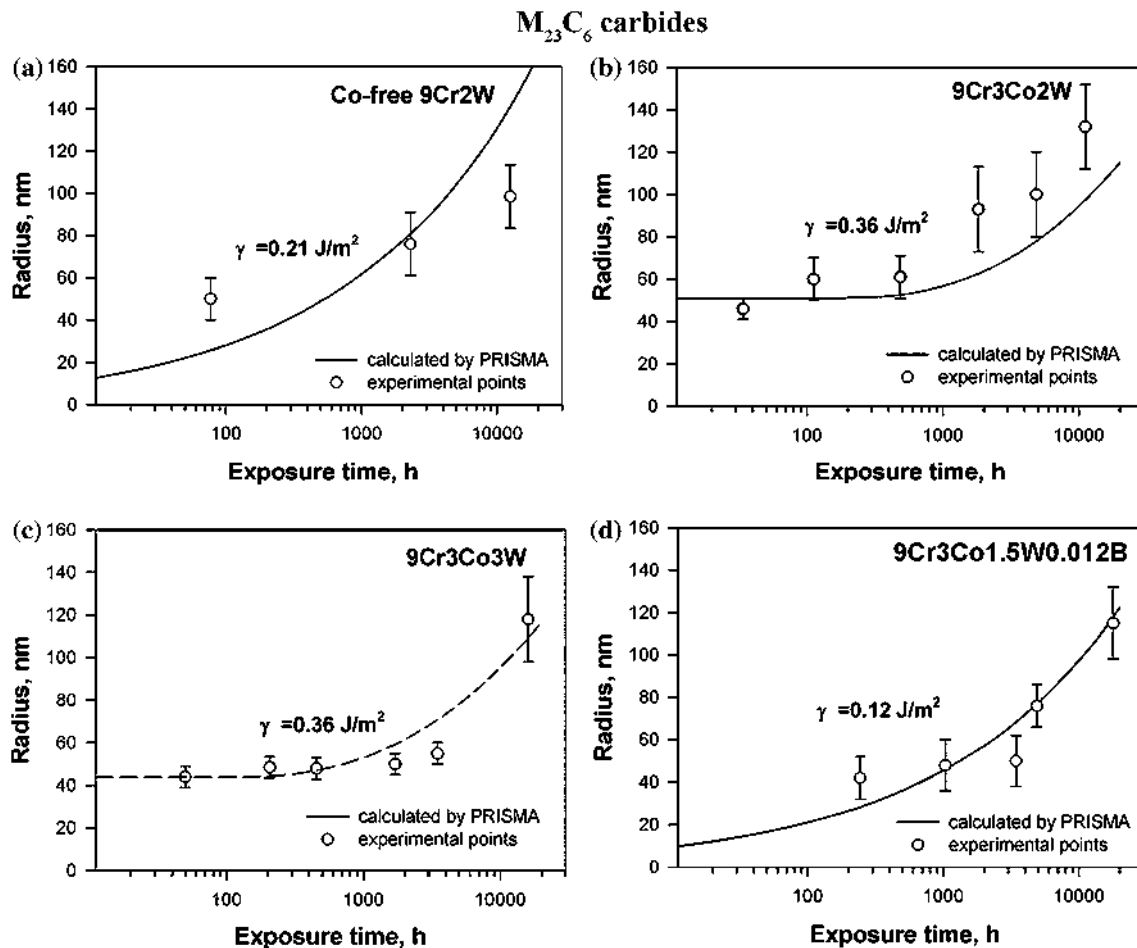 M₂₃C₆ carbides
(a)
160
140
120
100
80
60
40
20
0
Radius, nm
Co-free 9Cr2W
γ =0.21 J/m²
calculated by PRISMA
experimental points
100 1000 10000
Exposure time, h
(b)
160
140
120
100
80
60
40
20
0
Radius, nm
9Cr3Co2W
γ =0.36 J/m²
calculated by PRISMA
experimental points
100 1000 10000
Exposure time, h
(c)
160
140
120
100
80
60
40
20
0
Radius, nm
9Cr3Co3W
γ =0.36 J/m²
calculated by PRISMA
experimental points
100 1000 10000
Exposure time, h
(d)
160
140
120
100
80
60
40
20
0
Radius, nm
9Cr3Co1.5W0.012B
γ =0.12 J/m²
calculated by PRISMA
experimental points
100 1000 10000
Exposure time, h